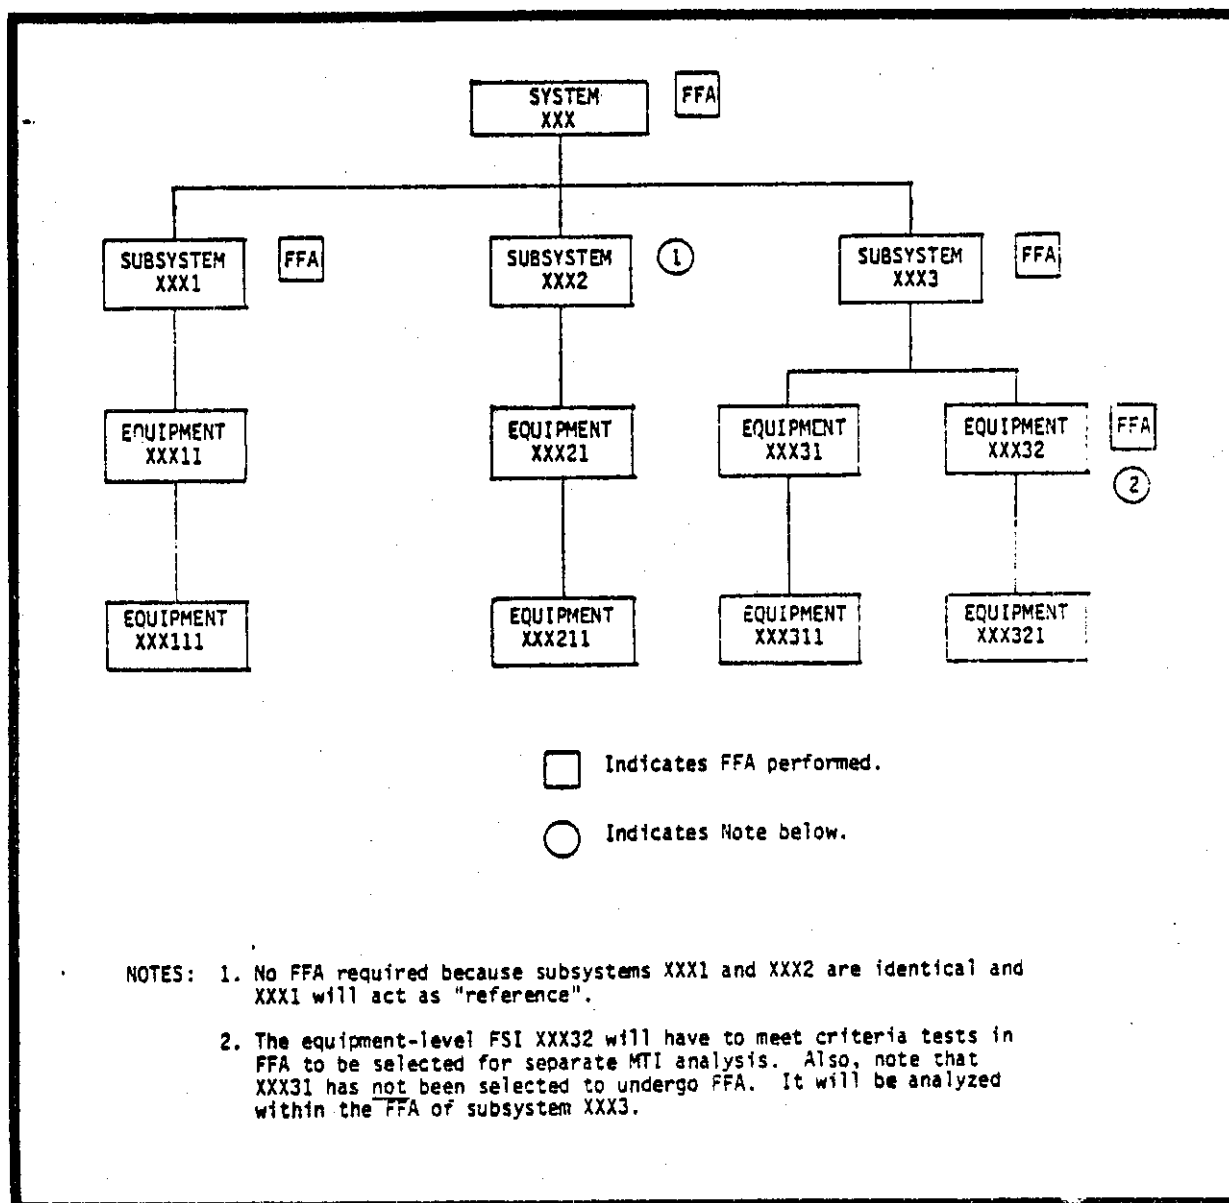 SYSTEM
XXX
FFA
SUBSYSTEM
XXX1
FFA
SUBSYSTEM
XXX2
1
SUBSYSTEM
XXX3
FFA
EQUIPMENT
XXX11
EQUIPMENT
XXX21
EQUIPMENT
XXX31
EQUIPMENT
XXX32
FFA
2
EQUIPMENT
XXX111
EQUIPMENT
XXX211
EQUIPMENT
XXX311
EQUIPMENT
XXX321
Indicates FFA performed.
Indicates Note below.
NOTES: 1. No FFA required because subsystems XXX1 and XXX2 are identical and
XXX1 will act as "reference".
2. The equipment-level FSI XXX32 will have to meet criteria tests in
FFA to be selected for separate MTI analysis. Also, note that
XXX31 has not been selected to undergo FFA. It will be analyzed
within the FFA of subsystem XXX3.